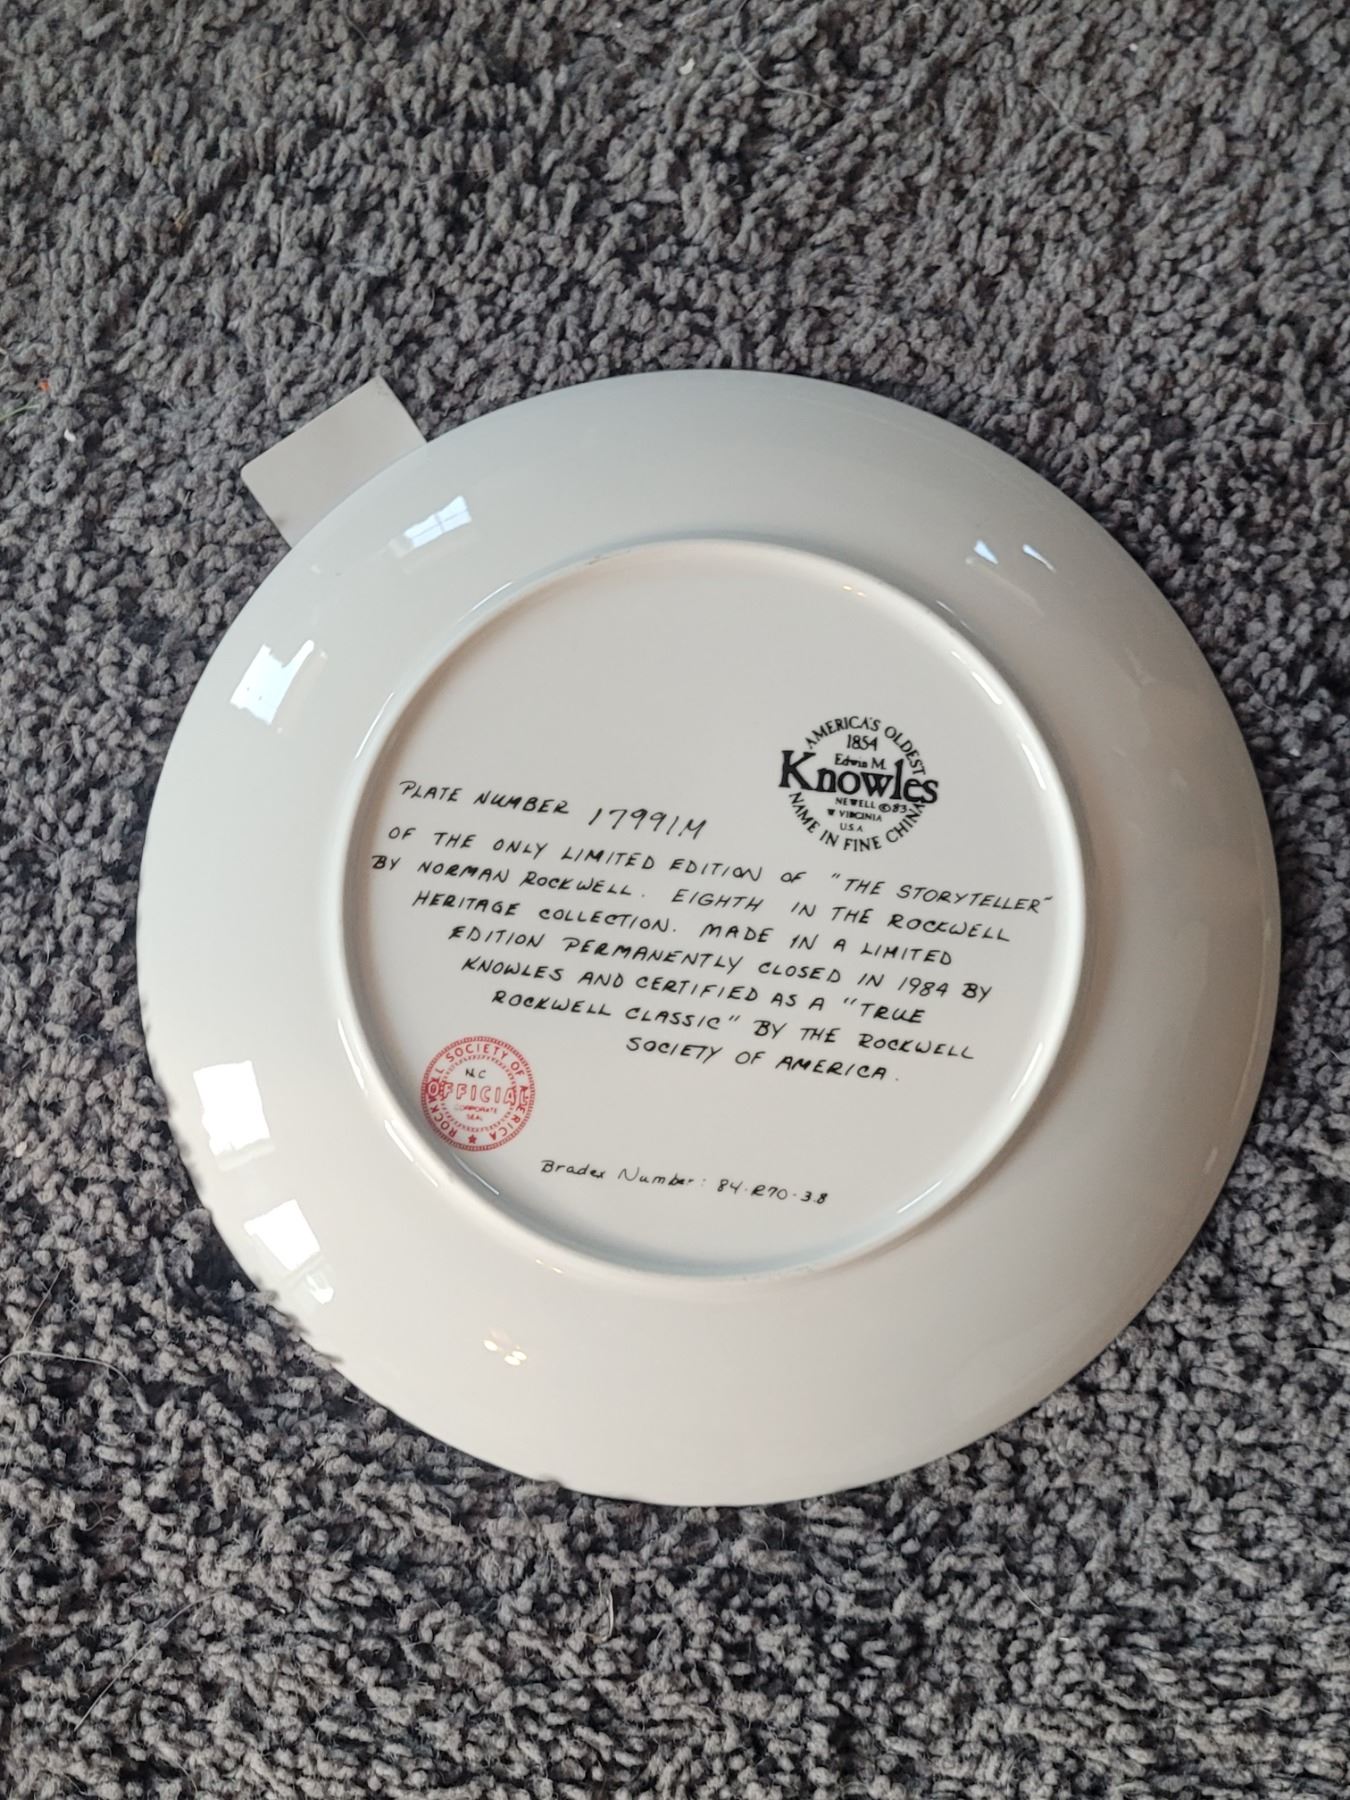 AMERICA'S OLDEST
1854
Edwin M.
Knowles
NEWELL ©83
W VIRGINIA
U.S.A
NAME IN FINE CHINA
PLATE NUMBER 17991M
OF THE ONLY LIMITED EDITION OF "THE STORYTELLER"
BY NORMAN ROCKWELL. EIGHTH IN THE ROCKWELL
HERITAGE COLLECTION. MADE IN A LIMITED
EDITION PERMANENTLY CLOSED IN 1984 BY
KNOWLES AND CERTIFIED AS A "TRUE
ROCKWELL CLASSIC" BY THE ROCKWELL
SOCIETY OF AMERICA.
ROCKWELL SOCIETY OF AMERICA
N.C
OFFICIAL
CORPORATE
SEAL
Bradex Number: 84-R70-3.8